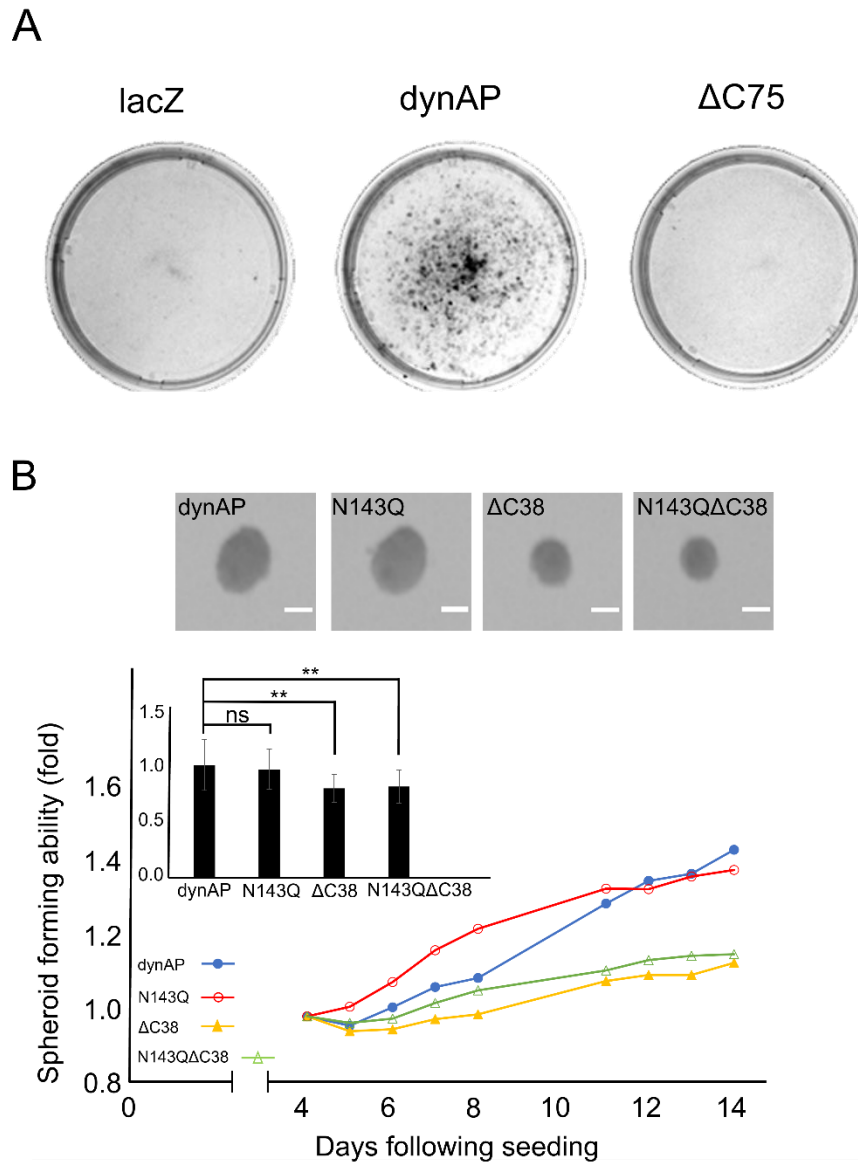 A
lacZ dynAP ΔC75
B
dynAP N143Q ΔC38 N143QΔC38
**
**
ns
1.5
1.0
0.5
0.0
dynAP N143Q ΔC38 N143QΔC38
Spheroid forming ability (fold)
1.6
1.4
1.2
1.0
0.8
dynAP
N143Q
ΔC38
N143QΔC38
0 4 6 8 10 12 14
Days following seeding